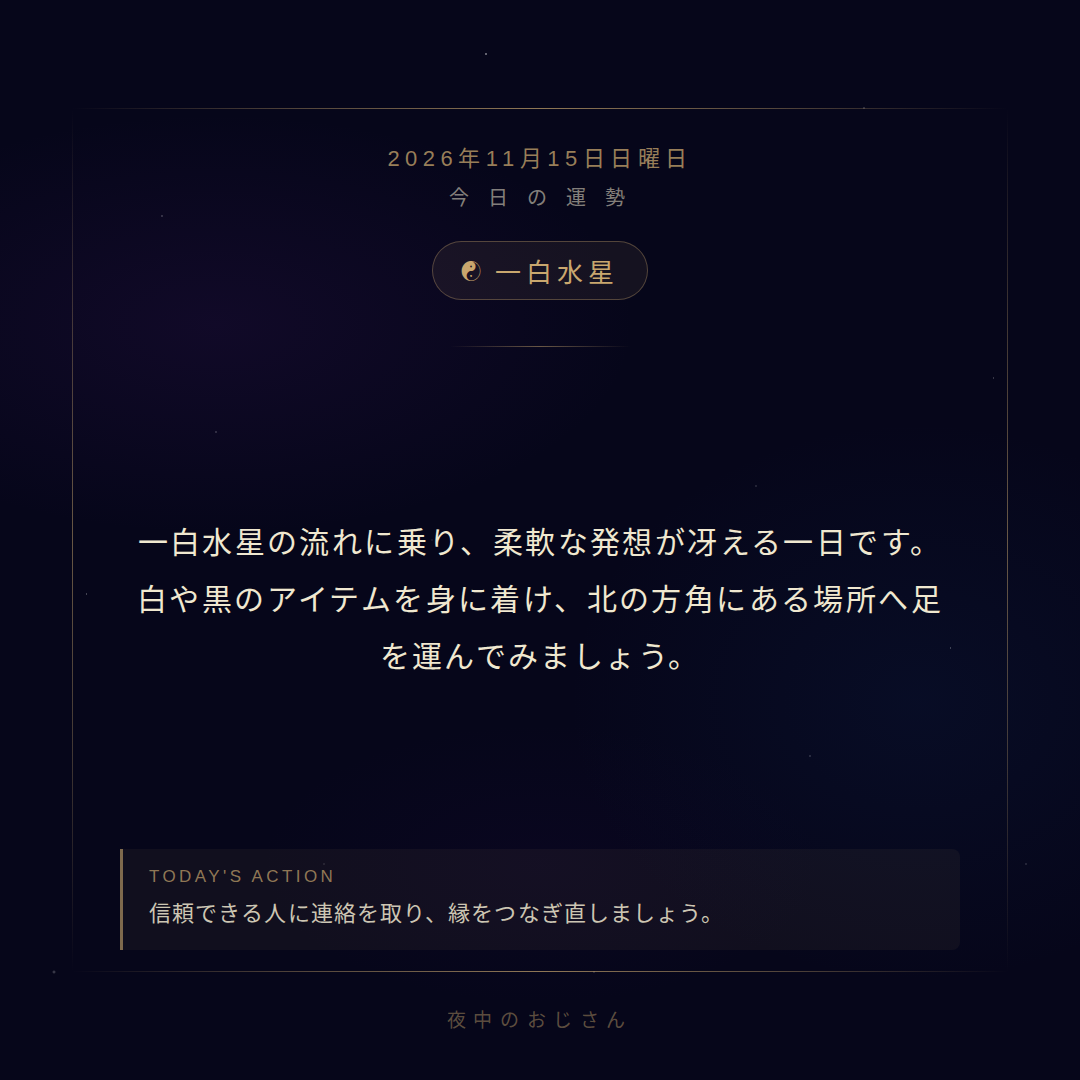 2026年11月15日日曜日
今日の運勢
☯ 一白水星
一白水星の流れに乗り、柔軟な発想が冴える一日です。
白や黒のアイテムを身に着け、北の方角にある場所へ足
を運んでみましょう。
TODAY'S ACTION
信頼できる人に連絡を取り、縁をつなぎ直しましょう。
夜中のおじさん